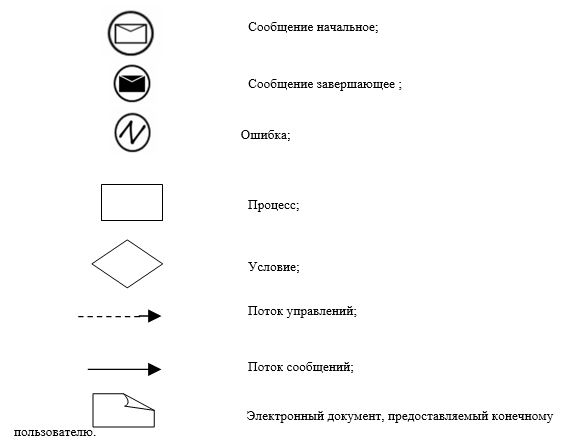 Сообщение начальное;
Сообщение завершающее ;
Ошибка;
Процесс;
Условие;
Поток управлений;
Поток сообщений;
Электронный документ, предоставляемый конечному
пользователю.